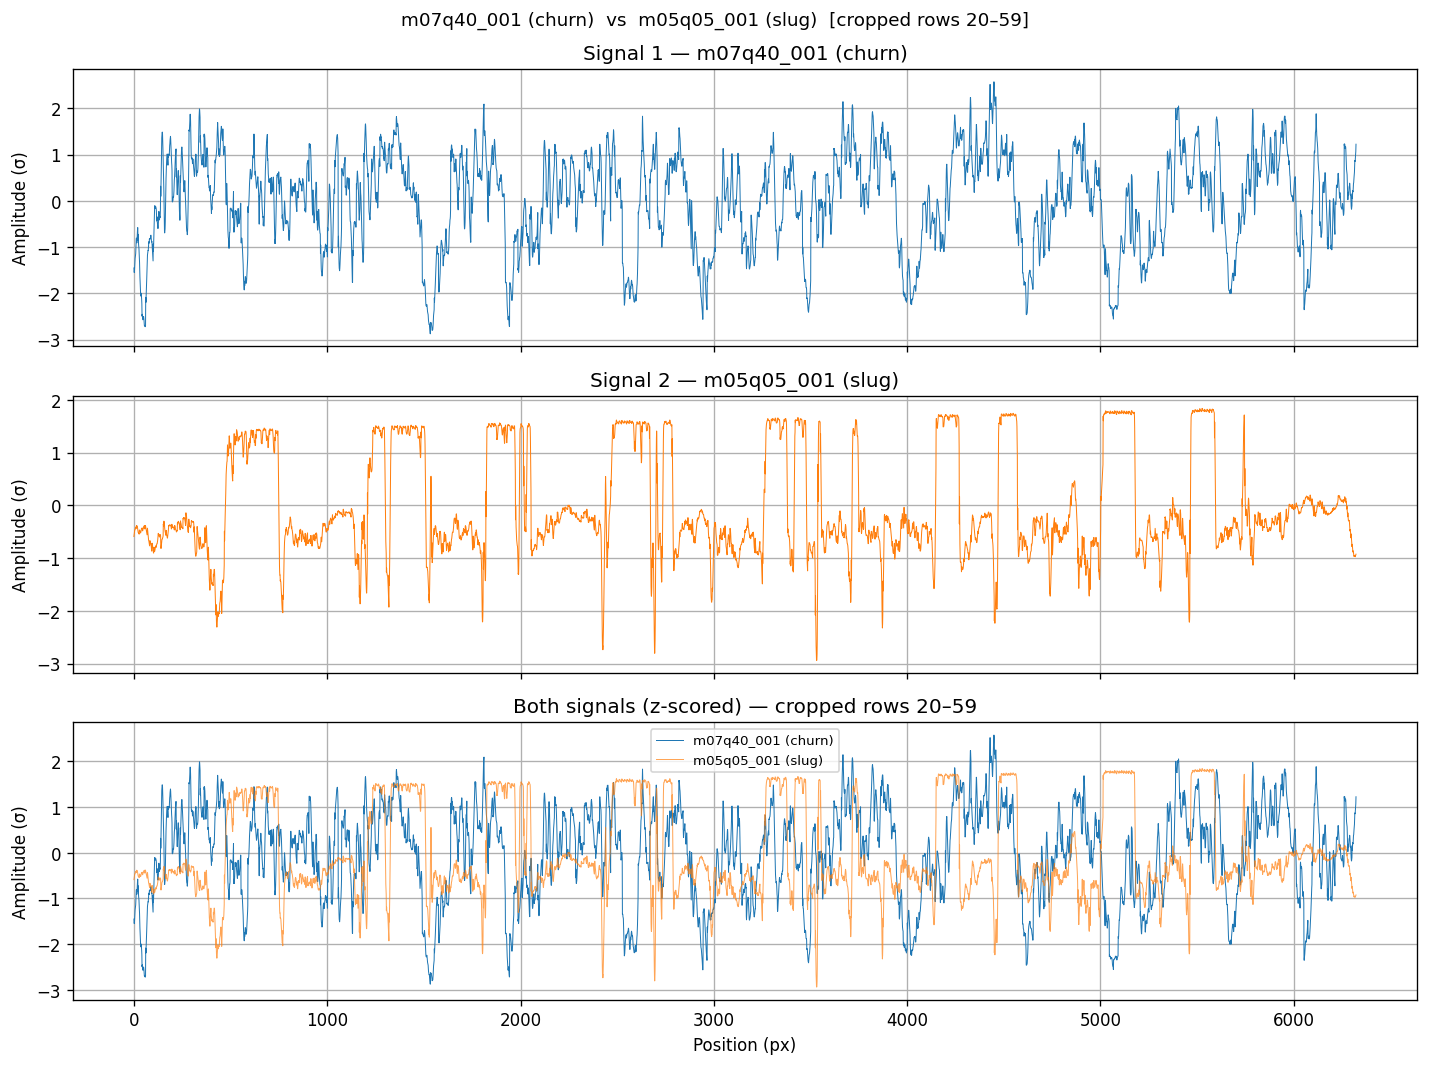 m07q40_001 (churn)  vs  m05q05_001 (slug)  [cropped rows 20–59]
Signal 1 — m07q40_001 (churn)
2
1
0
−1
−2
−3
Amplitude (σ)
Signal 2 — m05q05_001 (slug)
2
1
0
−1
−2
−3
Amplitude (σ)
Both signals (z-scored) — cropped rows 20–59
m07q40_001 (churn)
m05q05_001 (slug)
2
1
0
−1
−2
−3
Amplitude (σ)
0 1000 2000 3000 4000 5000 6000
Position (px)